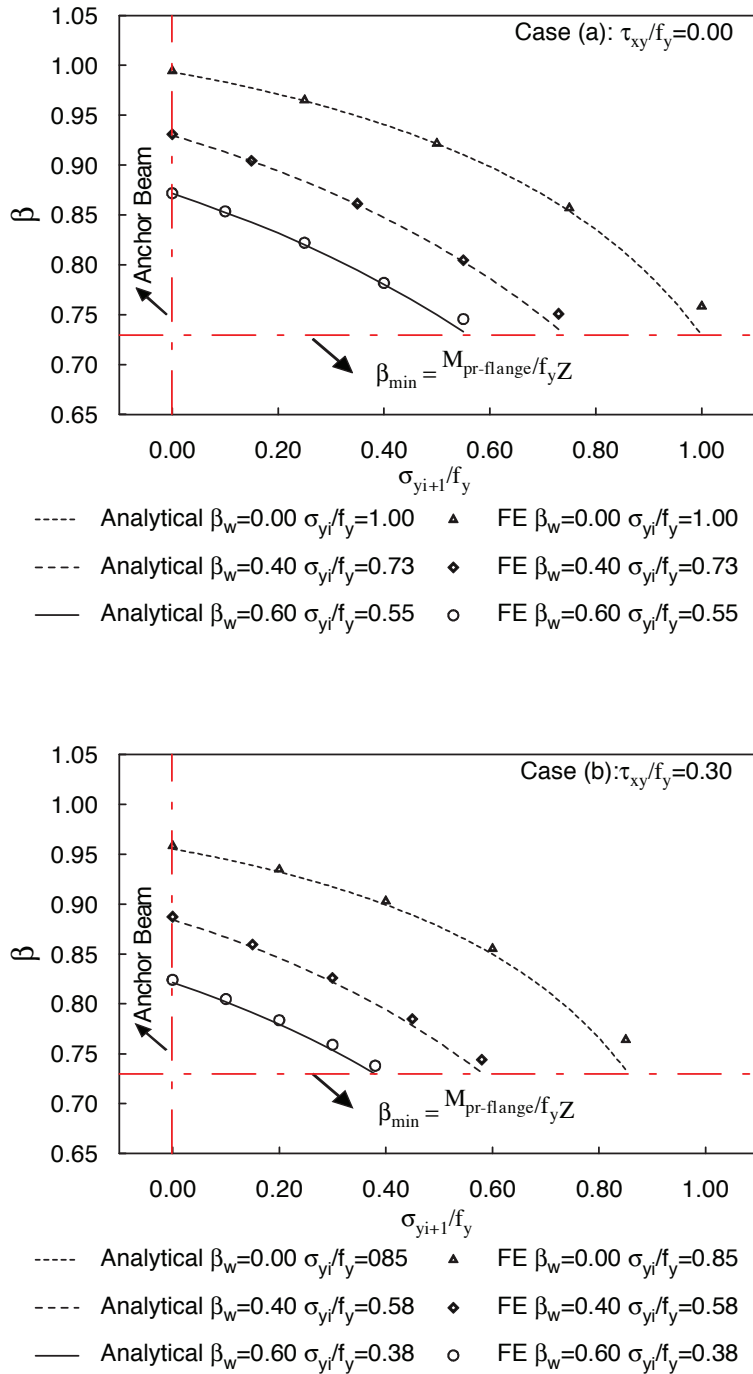 Case (a): τxy/fy=0.00
1.05
1.00
0.95
0.90
0.85
0.80
0.75
0.70
0.65
β
Anchor Beam
βmin = Mpr-flange/fyZ
0.00 0.20 0.40 0.60 0.80 1.00
σyi+1/fy
Analytical βw=0.00 σyi/fy=1.00 FE βw=0.00 σyi/fy=1.00
Analytical βw=0.40 σyi/fy=0.73 FE βw=0.40 σyi/fy=0.73
Analytical βw=0.60 σyi/fy=0.55 FE βw=0.60 σyi/fy=0.55
Case (b):τxy/fy=0.30
1.05
1.00
0.95
0.90
0.85
0.80
0.75
0.70
0.65
β
Anchor Beam
βmin = Mpr-flange/fyZ
0.00 0.20 0.40 0.60 0.80 1.00
σyi+1/fy
Analytical βw=0.00 σyi/fy=085 FE βw=0.00 σyi/fy=0.85
Analytical βw=0.40 σyi/fy=0.58 FE βw=0.40 σyi/fy=0.58
Analytical βw=0.60 σyi/fy=0.38 FE βw=0.60 σyi/fy=0.38